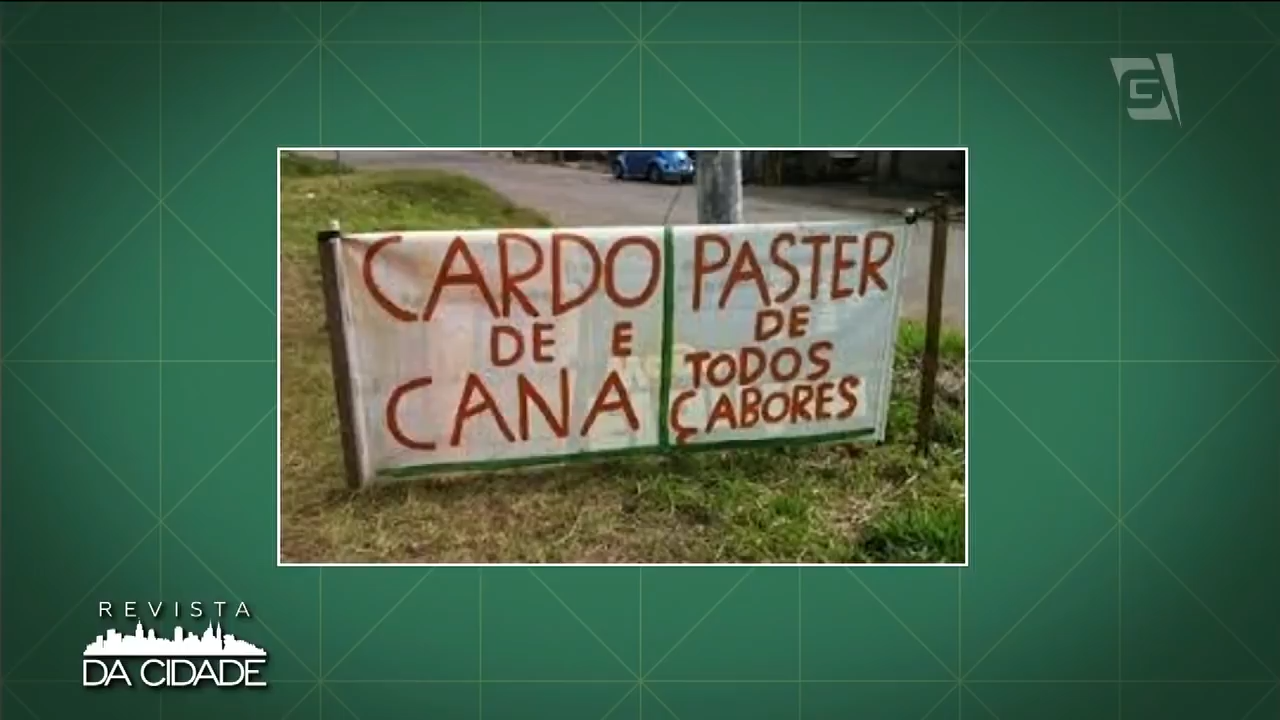 CARDO
DE E
CANA
PASTER
DE
TODOS
ÇABORES
REVISTA
DA CIDADE